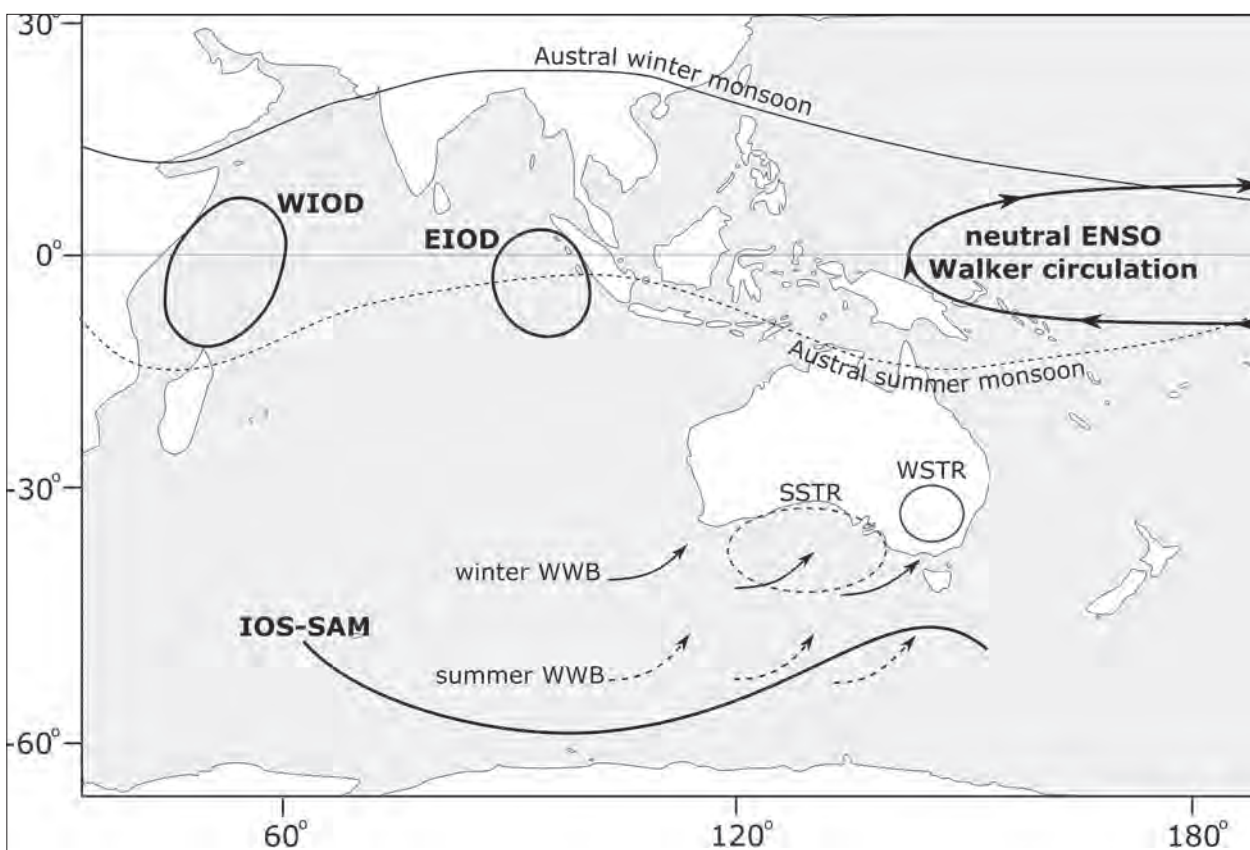 30°
Austral winter monsoon
WIOD
EIOD
neutral ENSO
Walker circulation
0°
Austral summer monsoon
WSTR
-30°
SSTR
winter WWB
IOS-SAM
summer WWB
-60°
60°
120°
180°